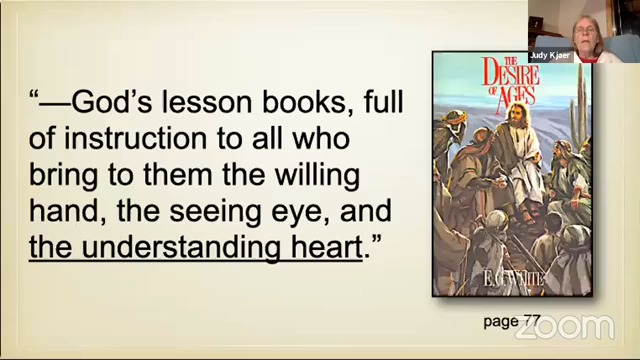 Judy Kjaer
“—God’s lesson books, full
of instruction to all who
bring to them the willing
hand, the seeing eye, and
the understanding heart.”
THE
DESIRE
OF
AGES
E. G. WHITE
page 77
zoom